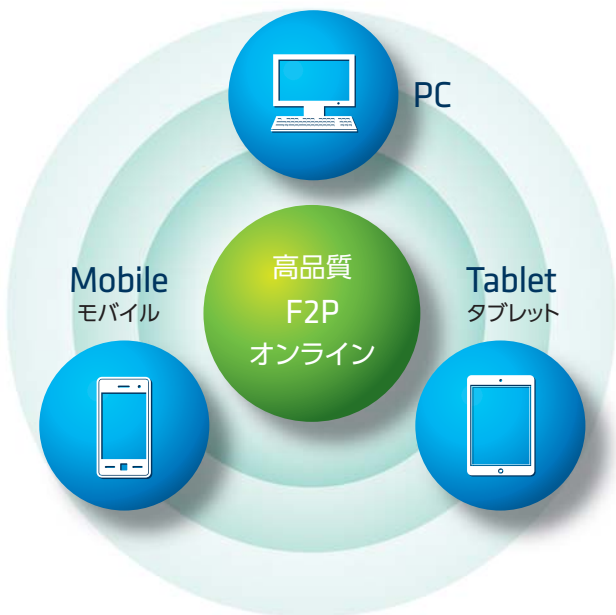 PC
高品質
F2P
オンライン
Mobile
モバイル
Tablet
タブレット